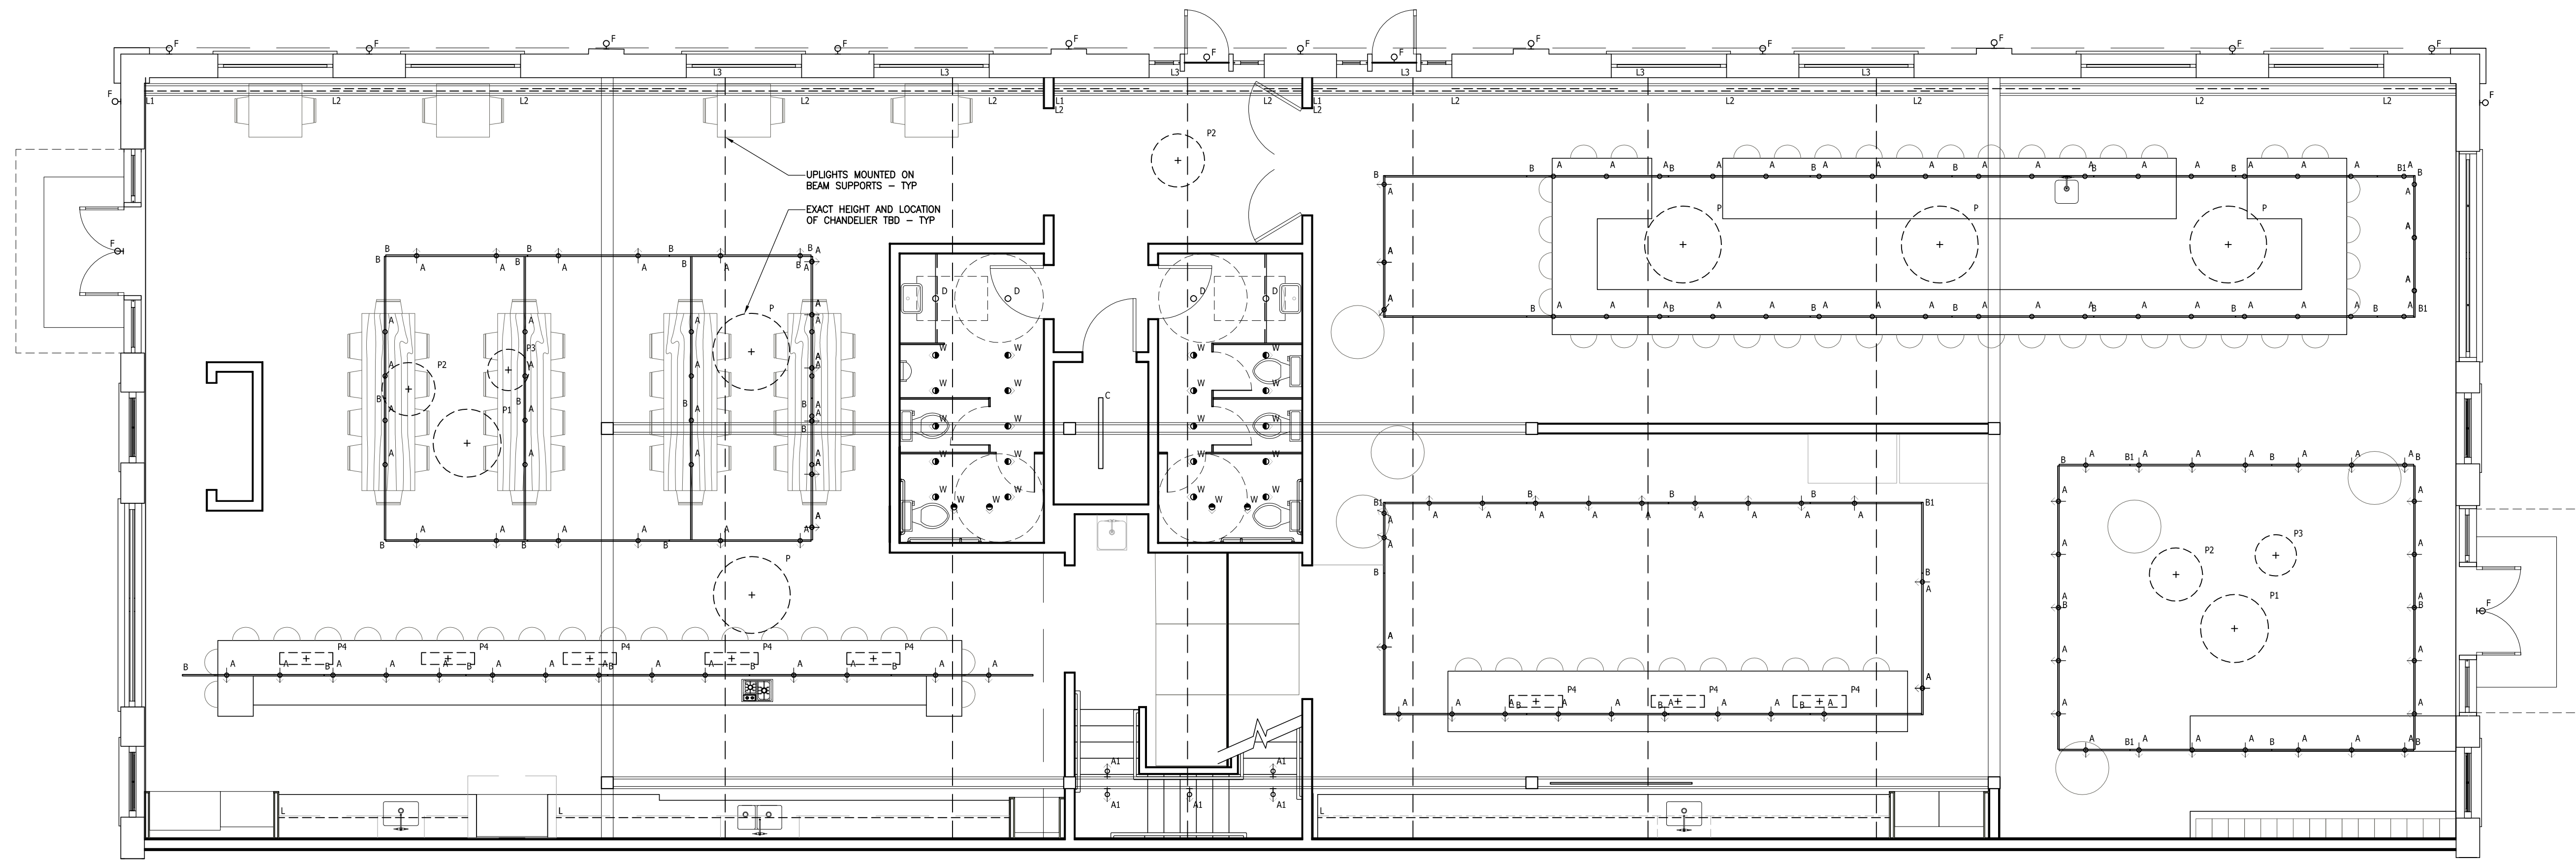 F F F F F F F F F F F F
L3 L3 L3 L3 L3 L3
F L1 L2 L2 L2 L2 L1 L2 L1 L2 L2 L2 L2 L2 F
L2 L2
P2
UPLIGHTS MOUNTED ON
BEAM SUPPORTS – TYP
EXACT HEIGHT AND LOCATION
OF CHANDELIER TBD – TYP
B A A B A A A B A A B A A B A A B A B1 A
B A A B
P P P
F
B B B B A
B A A B A A B A B A A A
A A
D D D D
A A
B A A B A A A B A A B A A B A A B A A B1
P
A A A
P3
W W W W
P2 A A
A A A A
W W W W
B B B B
P1 A A A A
C
B
W W W W
A A A A
W W W W
B A B1 A A B A A B
W W W W
A A
B1 B B B1
W W W W
A A A A A A A A A A
A A A A A A A
B B B
A A
P3
P2
P
B B
A
P1
A A
B B F
A
P4 P4 P4 P4 P4
B A A A A A A A A A A A A A A A
B B B B
A A A
P4 P4 P4
A A A A A A A A A
B B B
A A
A A A A A A A
B1 B B
A1 A1
A1 A1 A1
L L L